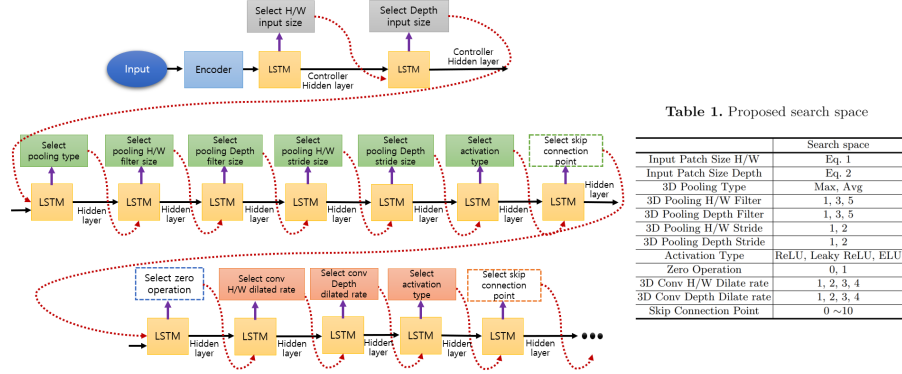 Select H/W
input size
Select Depth
input size
Input
Encoder
LSTM
LSTM
Controller
Hidden layer
Controller
Hidden layer
Select
pooling type
Select
pooling H/W
filter size
Select
pooling Depth
filter size
Select
pooling H/W
stride size
Select
pooling Depth
stride size
Select
activation
type
Select skip
connection
point
LSTM
Hidden
layer
LSTM
Hidden
layer
LSTM
Hidden
layer
LSTM
Hidden
layer
LSTM
Hidden
layer
LSTM
Hidden
layer
LSTM
Hidden
layer
Select zero
operation
Select conv
H/W dilated rate
Select conv
Depth
dilated rate
Select
activation
type
Select skip
connection
point
LSTM
Hidden
layer
LSTM
Hidden
layer
LSTM
Hidden
layer
LSTM
Hidden
layer
LSTM
Hidden
layer
Table 1. Proposed search space
Search space
Input Patch Size H/W Eq. 1
Input Patch Size Depth Eq. 2
3D Pooling Type Max, Avg
3D Pooling H/W Filter 1, 3, 5
3D Pooling Depth Filter 1, 3, 5
3D Pooling H/W Stride 1, 2
3D Pooling Depth Stride 1, 2
Activation Type ReLU, Leaky ReLU, ELU
Zero Operation 0, 1
3D Conv H/W Dilate rate 1, 2, 3, 4
3D Conv Depth Dilate rate 1, 2, 3, 4
Skip Connection Point 0 ~10